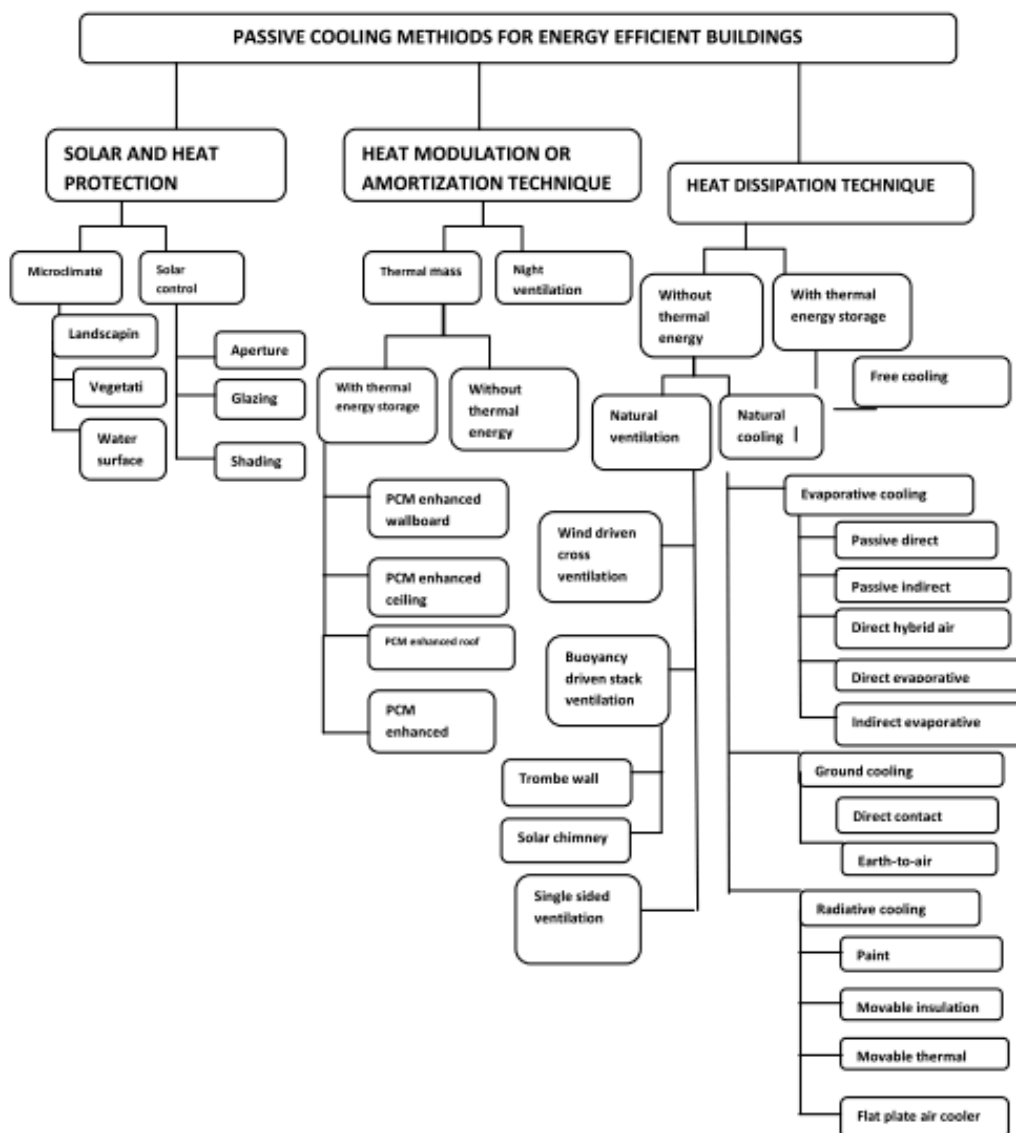 PASSIVE COOLING METHIODS FOR ENERGY EFFICIENT BUILDINGS
SOLAR AND HEAT
PROTECTION
HEAT MODULATION OR
AMORTIZATION TECHNIQUE
HEAT DISSIPATION TECHNIQUE
Microclimate
Solar
control
Landscapin
Vegetati
Water
surface
Aperture
Glazing
Shading
Thermal mass
Night
ventilation
With thermal
energy storage
Without
thermal
energy
PCM enhanced
wallboard
PCM enhanced
ceiling
PCM enhanced roof
PCM
enhanced
Without
thermal
energy
With thermal
energy storage
Free cooling
Natural
ventilation
Natural
cooling
Wind driven
cross
ventilation
Buoyancy
driven stack
ventilation
Trombe wall
Solar chimney
Single sided
ventilation
Evaporative cooling
Passive direct
Passive indirect
Direct hybrid air
Direct evaporative
Indirect evaporative
Ground cooling
Direct contact
Earth-to-air
Radiative cooling
Paint
Movable insulation
Movable thermal
Flat plate air cooler